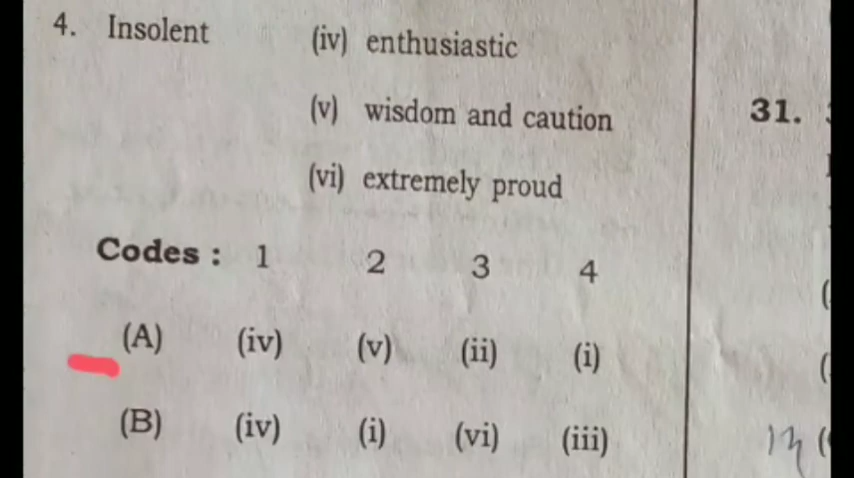 4. Insolent (iv) enthusiastic
(v) wisdom and caution
(vi) extremely proud
Codes : 1 2 3 4
(A) (iv) (v) (ii) (i)
(B) (iv) (i) (vi) (iii)
31.